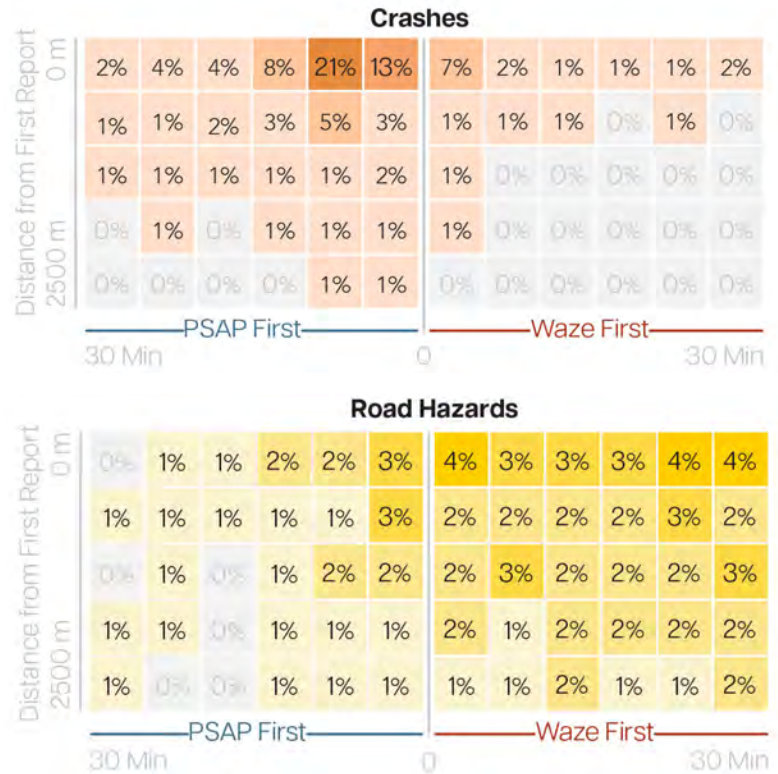 Crashes
Distance from First Report
0 m
2500 m
2% 4% 4% 8% 21% 13% 7% 2% 1% 1% 1% 2%
1% 1% 2% 3% 5% 3% 1% 1% 1% 0% 1% 0%
1% 1% 1% 1% 1% 2% 1% 0% 0% 0% 0% 0%
0% 1% 0% 1% 1% 1% 1% 0% 0% 0% 0% 0%
0% 0% 0% 0% 1% 1% 0% 0% 0% 0% 0% 0%
PSAP First Waze First
30 Min 0 30 Min
Road Hazards
Distance from First Report
0 m
2500 m
0% 1% 1% 2% 2% 3% 4% 3% 3% 3% 4% 4%
1% 1% 1% 1% 1% 3% 2% 2% 2% 2% 3% 2%
0% 1% 0% 1% 2% 2% 2% 3% 2% 2% 2% 3%
1% 1% 0% 1% 1% 1% 2% 1% 2% 2% 2% 2%
1% 0% 0% 1% 1% 1% 1% 1% 2% 1% 1% 2%
PSAP First Waze First
30 Min 0 30 Min